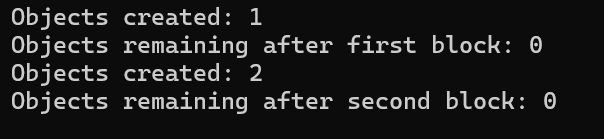 Objects created: 1
Objects remaining after first block: 0
Objects created: 2
Objects remaining after second block: 0